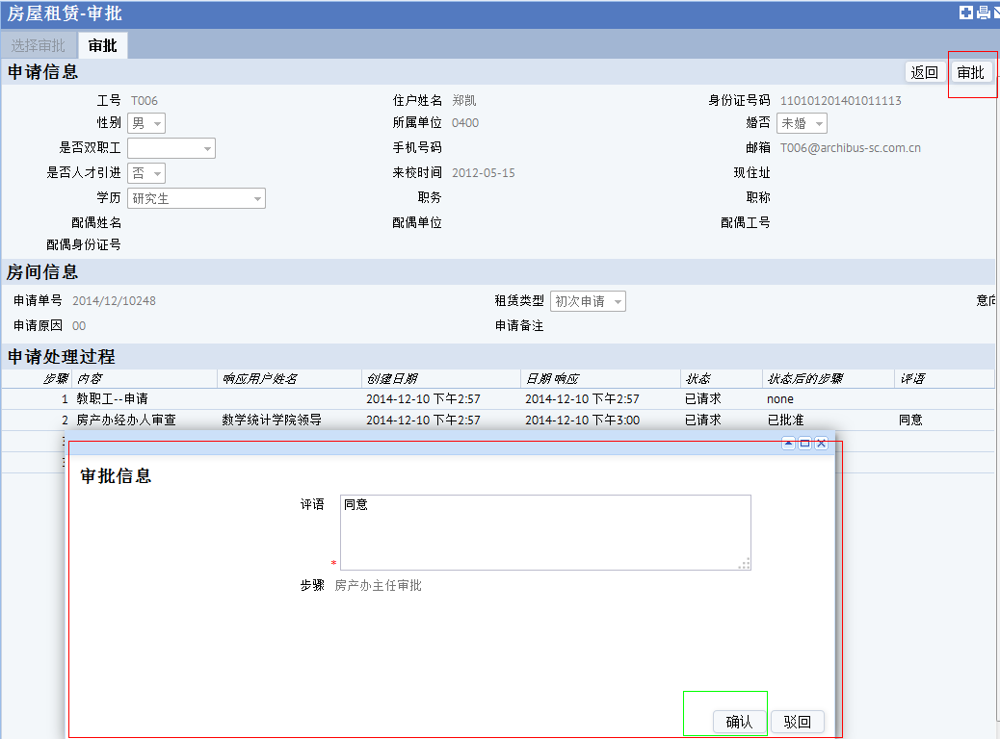 房屋租赁-审批
选择审批 审批
申请信息 返回 审批
工号 T006 住户姓名 郑凯 身份证号码 110101201401011113
性别 男 所属单位 0400 婚否 未婚
是否双职工 手机号码 邮箱 T006@archibus-sc.com.cn
是否人才引进 否 来校时间 2012-05-15 现住址
学历 研究生 职务 职称
配偶姓名 配偶单位 配偶工号
配偶身份证号
房间信息
申请单号 2014/12/10248 租赁类型 初次申请 意向
申请原因 00 申请备注
申请处理过程
步骤 内容 响应用户姓名 创建日期 日期 响应 状态 状态后的步骤 评语
1 教职工--申请 2014-12-10 下午2:57 2014-12-10 下午2:57 已请求 none
2 房产办经办人审查 数学统计学院领导 2014-12-10 下午2:57 2014-12-10 下午3:00 已请求 已批准 同意
审批信息
评语 同意
*
步骤 房产办主任审批
确认 驳回